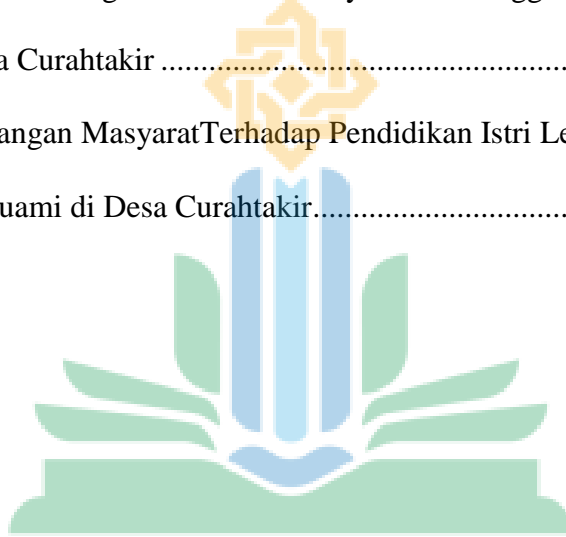 a Curahtakir ....................................................
angan MasyaratTerhadap Pendidikan Istri Le
uami di Desa Curahtakir................................